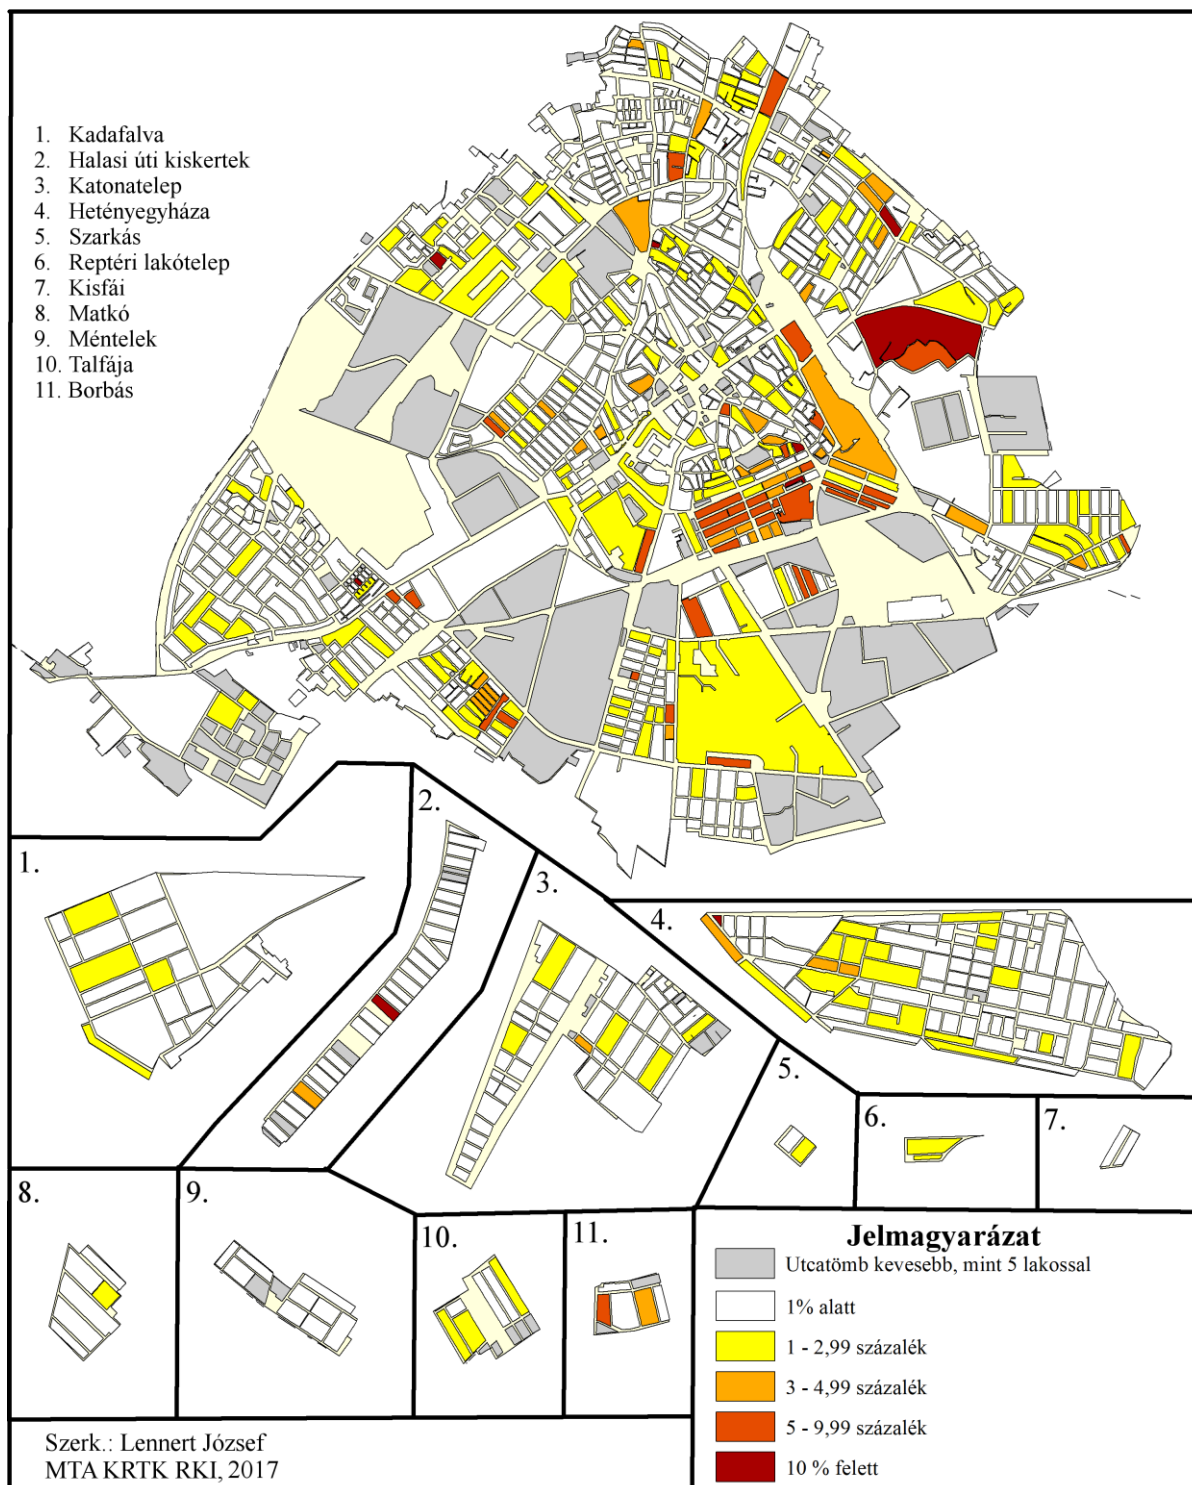 1. Kadafalva
2. Halasi úti kiskertek
3. Katonatelep
4. Hetényegyháza
5. Szarkás
6. Reptéri lakótelep
7. Kisfái
8. Matkó
9. Méntelek
10. Talfája
11. Borbás
1.
2.
3.
4.
5.
6.
7.
8.
9.
10.
11.
Jelmagyarázat
Utcatömb kevesebb, mint 5 lakossal
1% alatt
1 - 2,99 százalék
3 - 4,99 százalék
5 - 9,99 százalék
10 % felett
Szerk.: Lennert József
MTA KRTK RKI, 2017